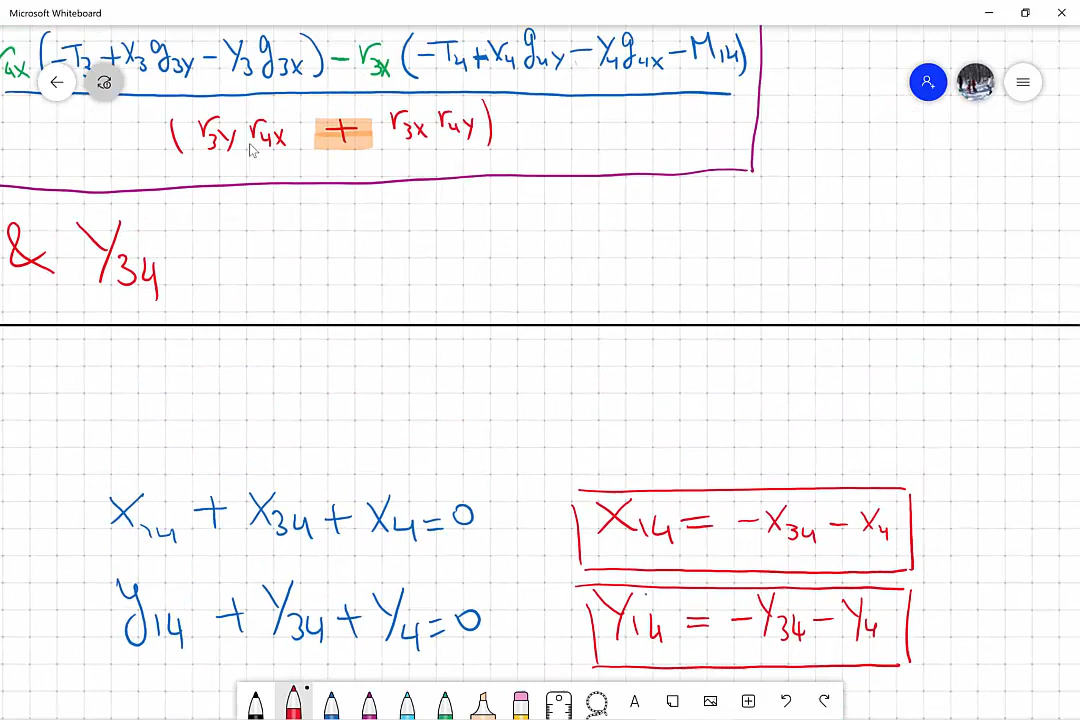 Microsoft Whiteboard
r4x (-T3 + X3 g3y - Y3 g3x) - r3x (-T4 + X4 g4y - Y4 g4x - M14)
( r3y r4x + r3x r4y )
& Y34
X14 + X34 + X4 = 0
X14 = -X34 - X4
y14 + Y34 + Y4 = 0
Y14 = -Y34 - Y4
A